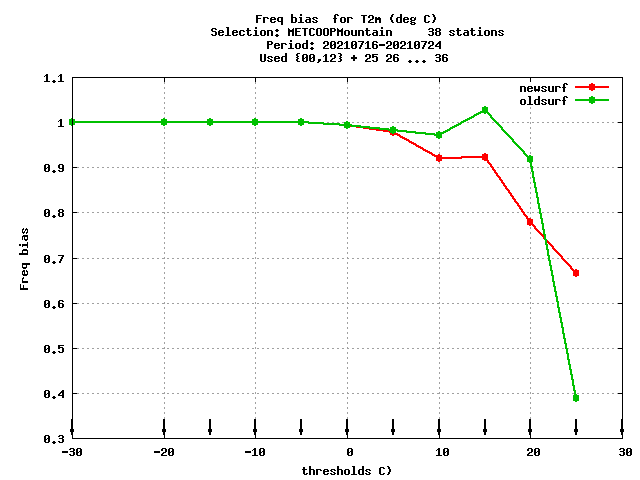 Freq bias  for T2m (deg C)
Selection: METCOOPMountain     38 stations
Period: 20210716-20210724
Used {00,12} + 25 26 ... 36
newsurf
oldsurf
1.1
1
0.9
0.8
0.7
0.6
0.5
0.4
0.3
Freq bias
-30
-20
-10
0
10
20
30
thresholds C)